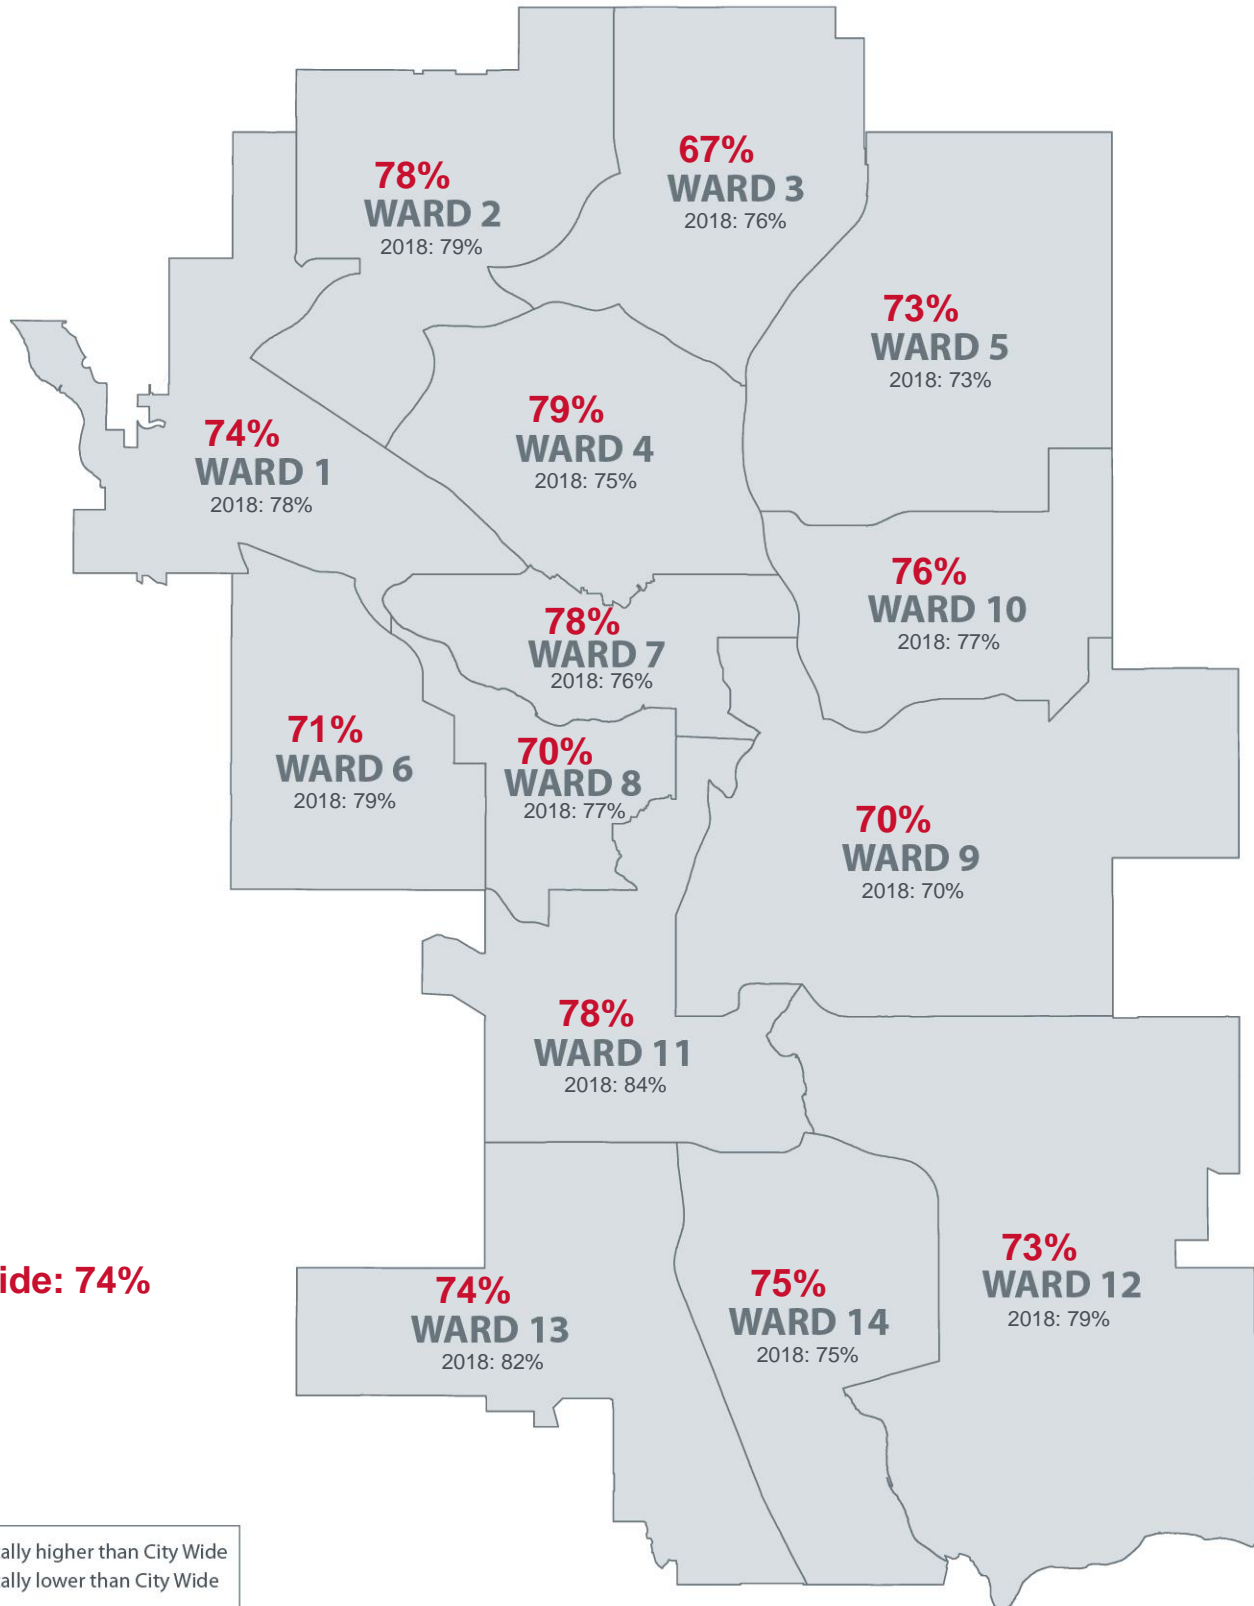 67%
WARD 3
2018: 76%
78%
WARD 2
2018: 79%
73%
WARD 5
2018: 73%
79%
WARD 4
2018: 75%
74%
WARD 1
2018: 78%
76%
WARD 10
2018: 77%
78%
WARD 7
2018: 76%
71%
WARD 6
2018: 79%
70%
WARD 8
2018: 77%
70%
WARD 9
2018: 70%
78%
WARD 11
2018: 84%
73%
WARD 12
2018: 79%
ide: 74%
74%
WARD 13
2018: 82%
75%
WARD 14
2018: 75%
ally higher than City Wide
ally lower than City Wide